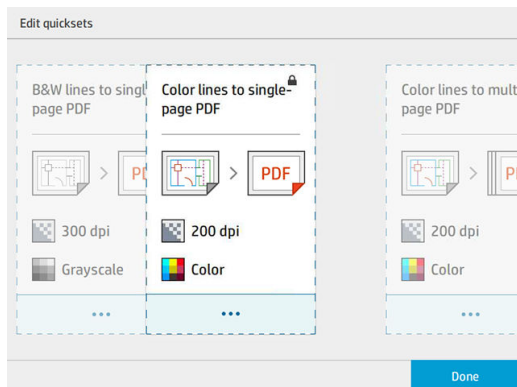 Edit quicksets
B&W lines to singl
page PDF
PD
300 dpi
Grayscale
...
Color lines to single-
page PDF
PDF
200 dpi
Color
...
Color lines to mult
page PDF
P
200 dpi
Color
...
Done